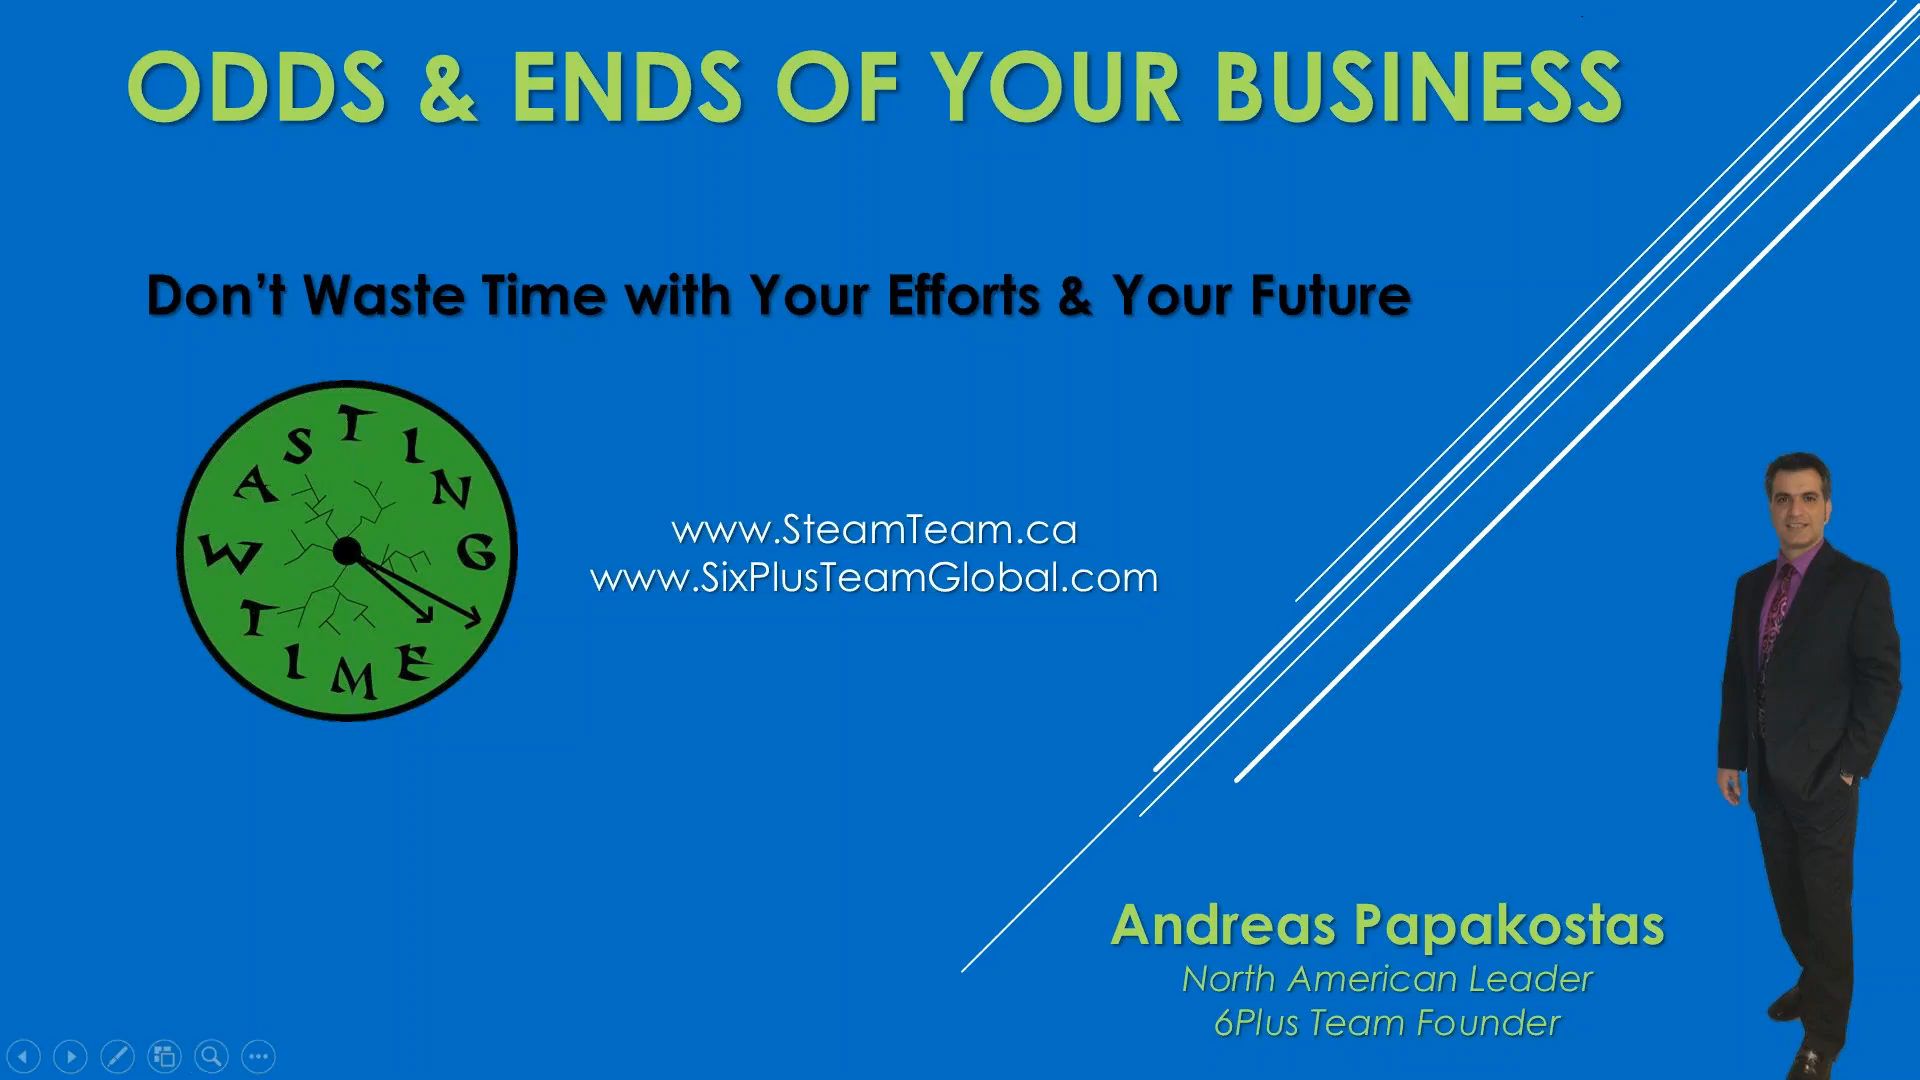 ODDS & ENDS OF YOUR BUSINESS
Don't Waste Time with Your Efforts & Your Future
WASTING
TIME
www.SteamTeam.ca
www.SixPlusTeamGlobal.com
Andreas Papakostas
North American Leader
6Plus Team Founder